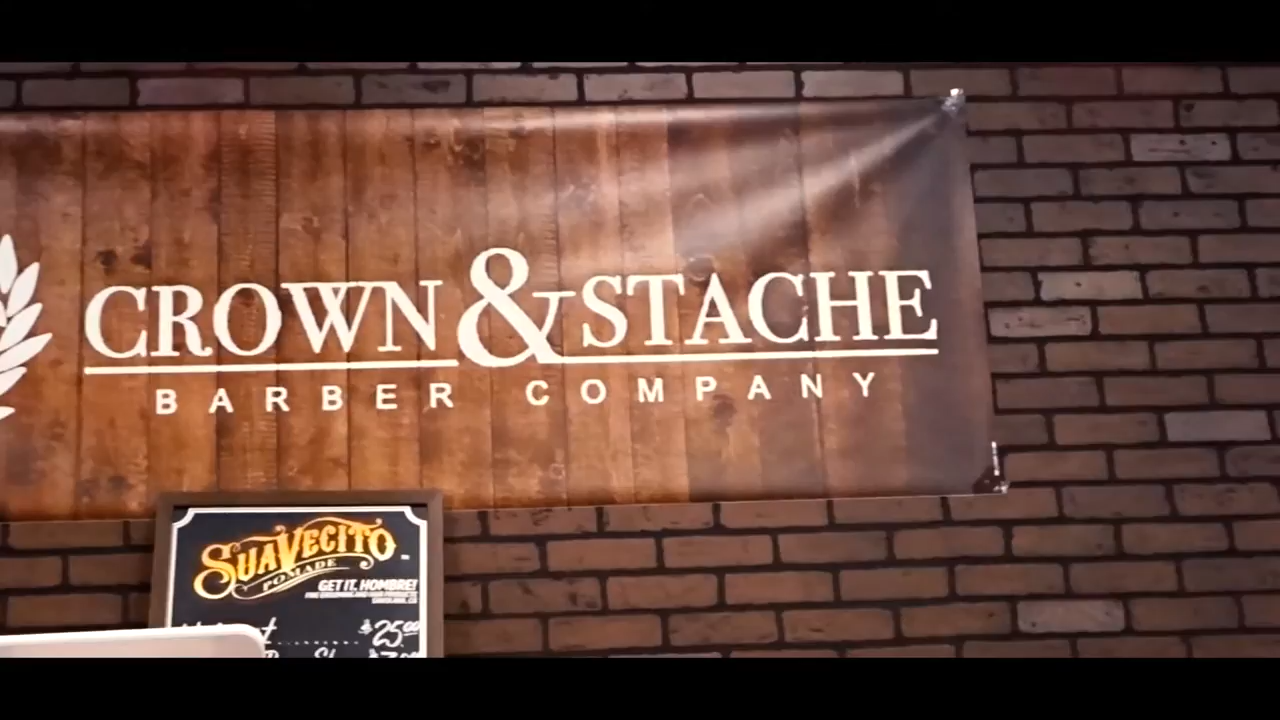 CROWN & STACHE
BARBER COMPANY
SUAVECITO
POMADE
GET IT, HOMBRE!
$25.00